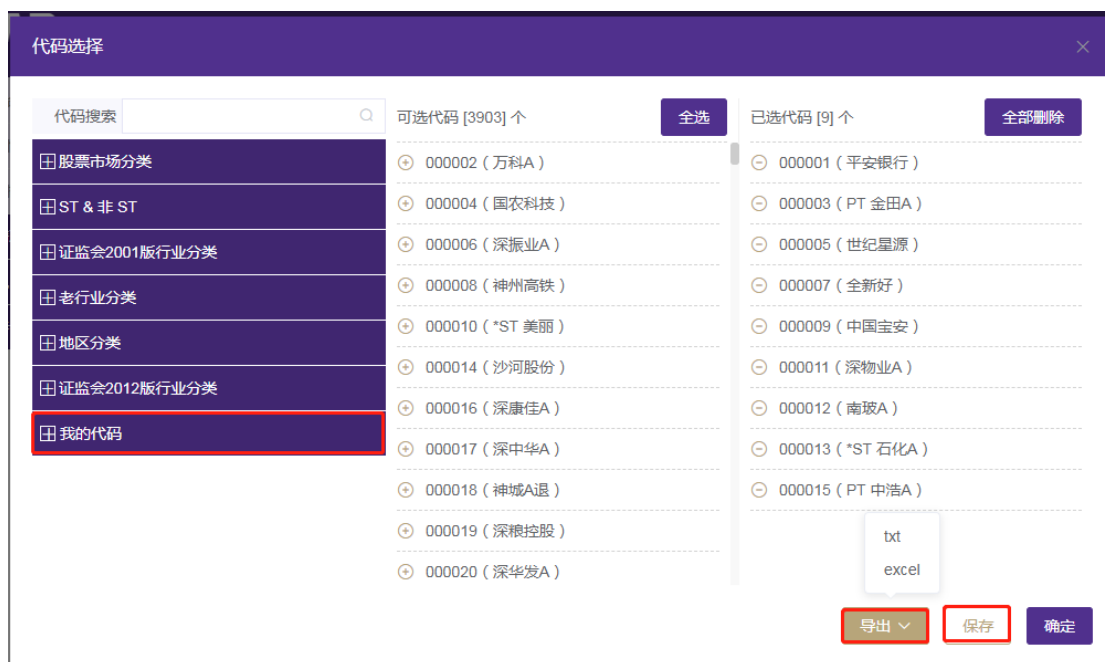 代码选择
代码搜索
股票市场分类
ST & 非 ST
证监会2001版行业分类
老行业分类
地区分类
证监会2012版行业分类
我的代码
可选代码 [3903] 个
全选
000002（万科A）
000004（国农科技）
000006（深振业A）
000008（神州高铁）
000010（*ST 美丽）
000014（沙河股份）
000016（深康佳A）
000017（深中华A）
000018（神城A退）
000019（深粮控股）
000020（深华发A）
已选代码 [9] 个
全部删除
000001（平安银行）
000003（PT 金田A）
000005（世纪星源）
000007（全新好）
000009（中国宝安）
000011（深物业A）
000012（南玻A）
000013（*ST 石化A）
000015（PT 中浩A）
txt
excel
导出
保存
确定